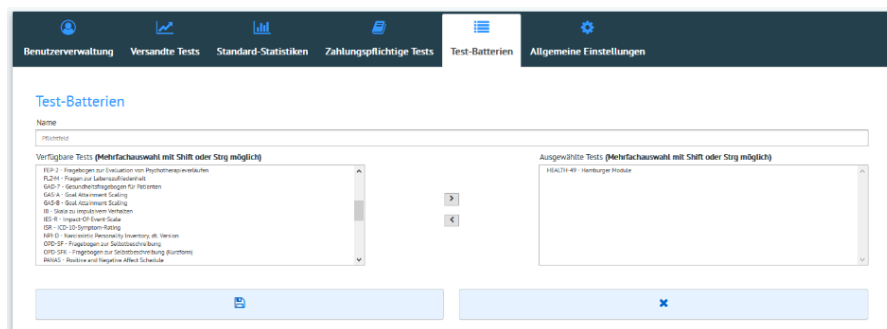 Benutzerverwaltung Versandte Tests Standard-Statistiken Zahlungspflichtige Tests Test-Batterien Allgemeine Einstellungen
Test-Batterien
Name
Pflichtfeld
Verfügbare Tests (Mehrfachauswahl mit Shift oder Strg möglich)
FEP-2 - Fragebogen zur Evaluation von Psychotherapieverläufen
FLZ-M - Fragen zur Lebenszufriedenheit
GAD-7 - Gesundheitsfragebogen für Patienten
GAS-A - Goal Attainment Scaling
GAS-B - Goal Attainment Scaling
IB - Skala zu impulsivem Verhalten
IES-R - Impact-Of-Event-Scale
ISR - ICD-10-Symptom-Rating
NPI-D - Narcissistic Personality Inventory, dt. Version
OPD-SF - Fragebogen zur Selbstbeschreibung
OPD-SFK - Fragebogen zur Selbstbeschreibung (Kurzform)
PANAS - Positive and Negative Affect Schedule
Ausgewählte Tests (Mehrfachauswahl mit Shift oder Strg möglich)
HEALTH-49 - Hamburger Module